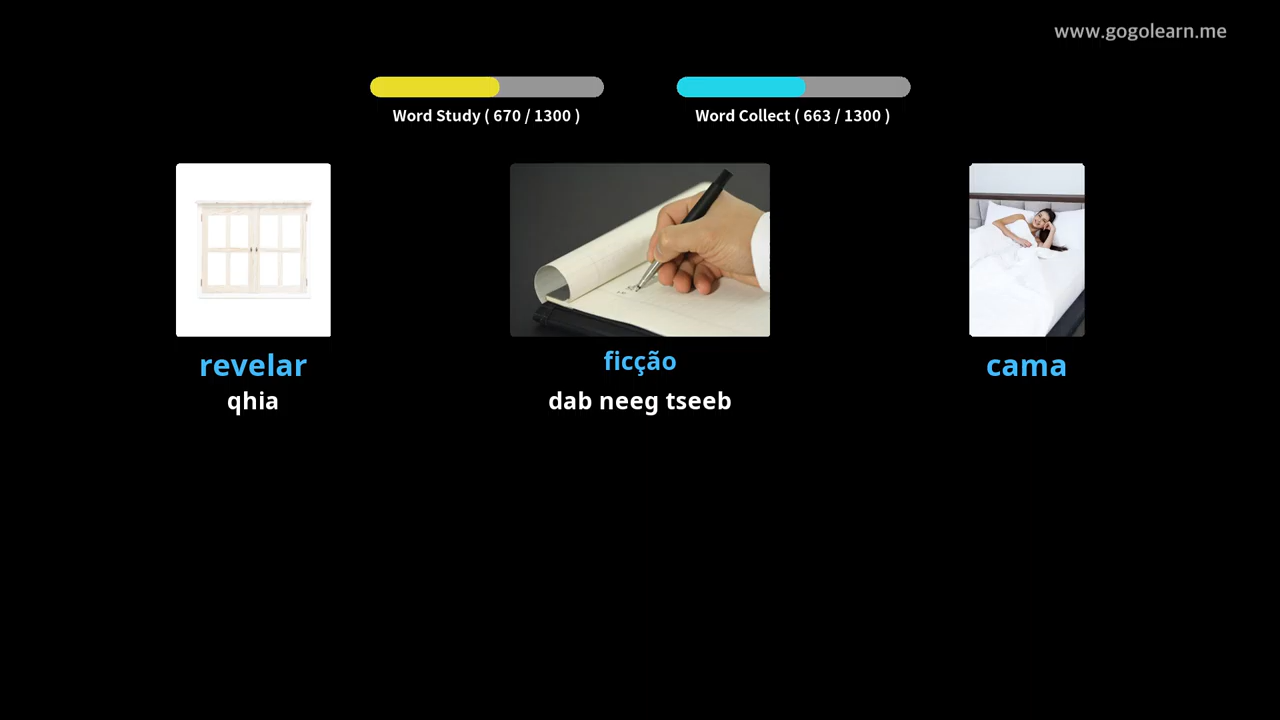 www.gogolearn.me
Word Study ( 670 / 1300 )
Word Collect ( 663 / 1300 )
revelar
qhia
ficção
dab neeg tseeb
cama